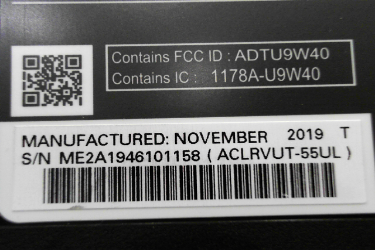 Contains FCC ID : ADTU9W40
Contains IC : 1178A-U9W40
MANUFACTURED: NOVEMBER 2019 T
S/N ME2A1946101158 ( ACLRVUT-55UL )